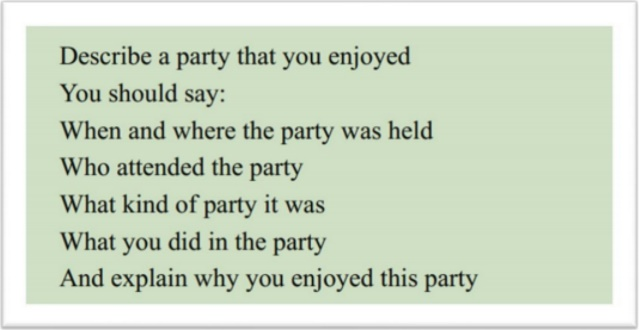 Describe a party that you enjoyed
You should say:
When and where the party was held
Who attended the party
What kind of party it was
What you did in the party
And explain why you enjoyed this party